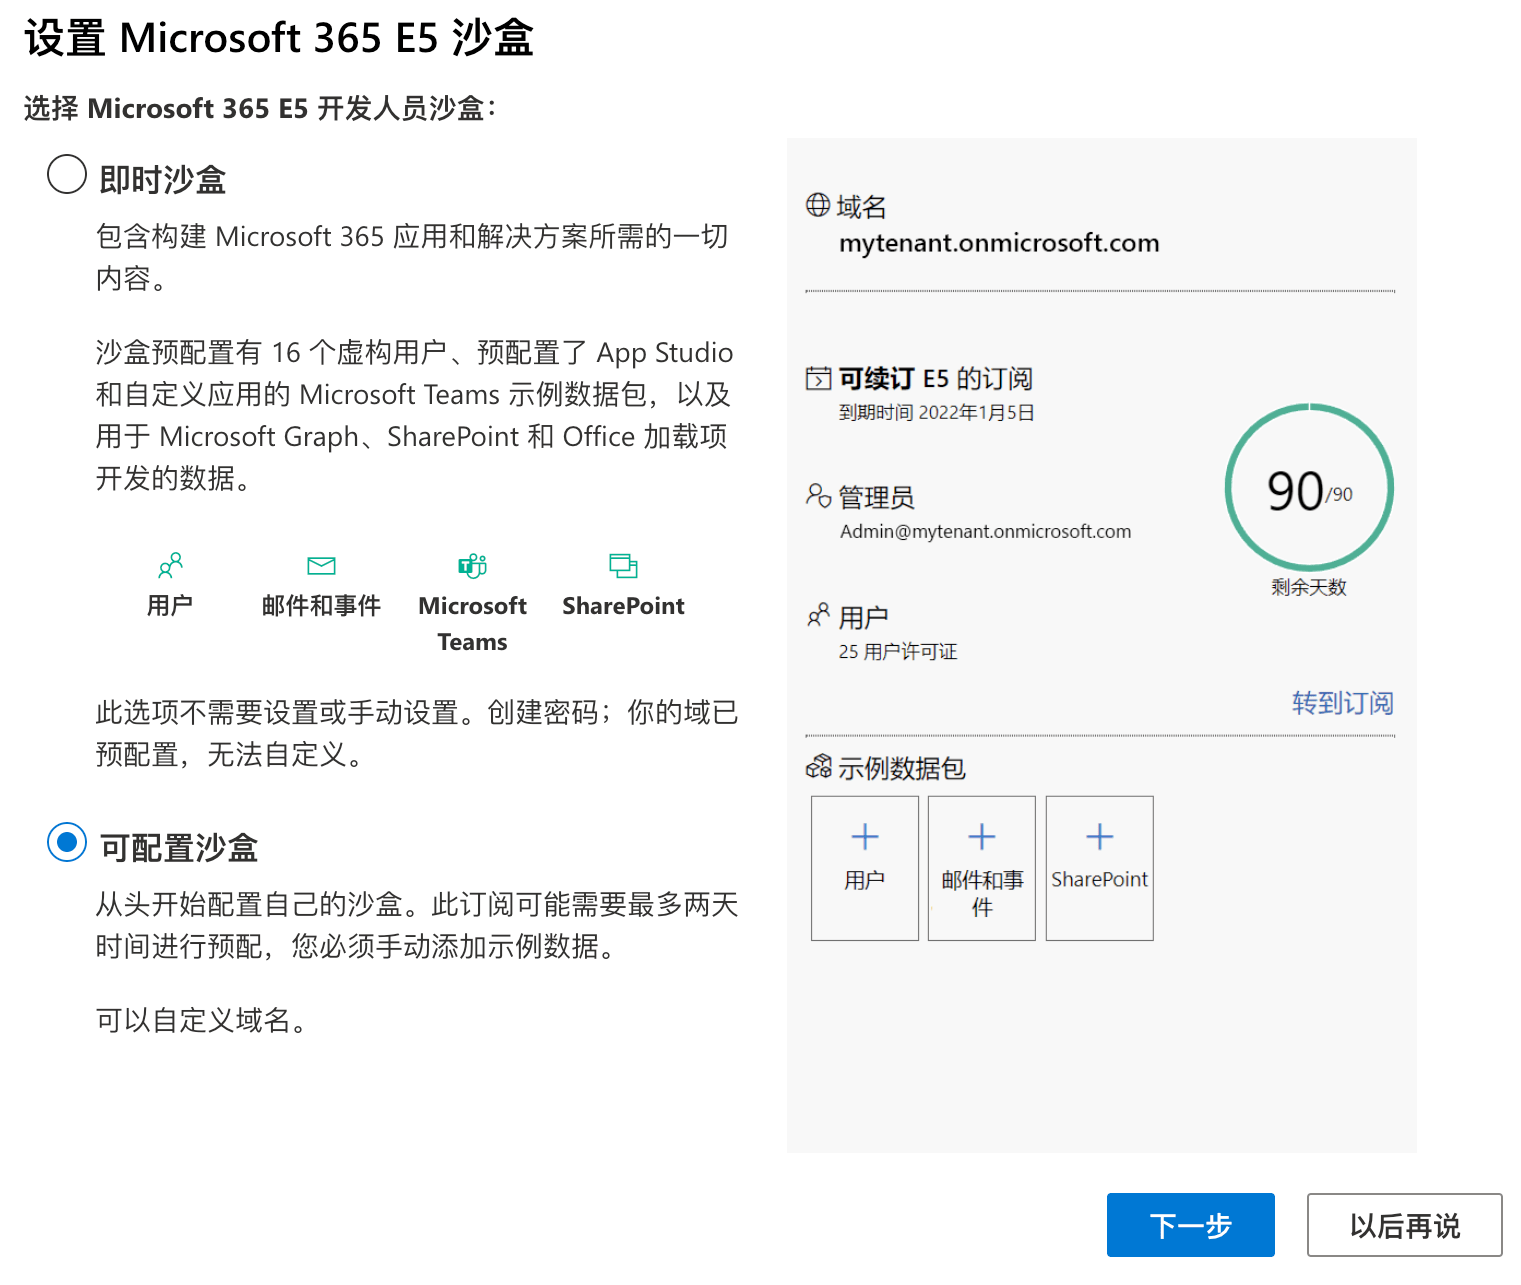 设置 Microsoft 365 E5 沙盒
选择 Microsoft 365 E5 开发人员沙盒：
即时沙盒
包含构建 Microsoft 365 应用和解决方案所需的一切
内容。
沙盒预配置有 16 个虚构用户、预配置了 App Studio
和自定义应用的 Microsoft Teams 示例数据包，以及
用于 Microsoft Graph、SharePoint 和 Office 加载项
开发的数据。
用户
邮件和事件
Microsoft
Teams
SharePoint
此选项不需要设置或手动设置。创建密码；你的域已
预配置，无法自定义。
可配置沙盒
从头开始配置自己的沙盒。此订阅可能需要最多两天
时间进行预配，您必须手动添加示例数据。
可以自定义域名。
域名
mytenant.onmicrosoft.com
可续订 E5 的订阅
到期时间 2022年1月5日
管理员
Admin@mytenant.onmicrosoft.com
90/90
剩余天数
用户
25 用户许可证
转到订阅
示例数据包
用户
邮件和事
件
SharePoint
下一步
以后再说